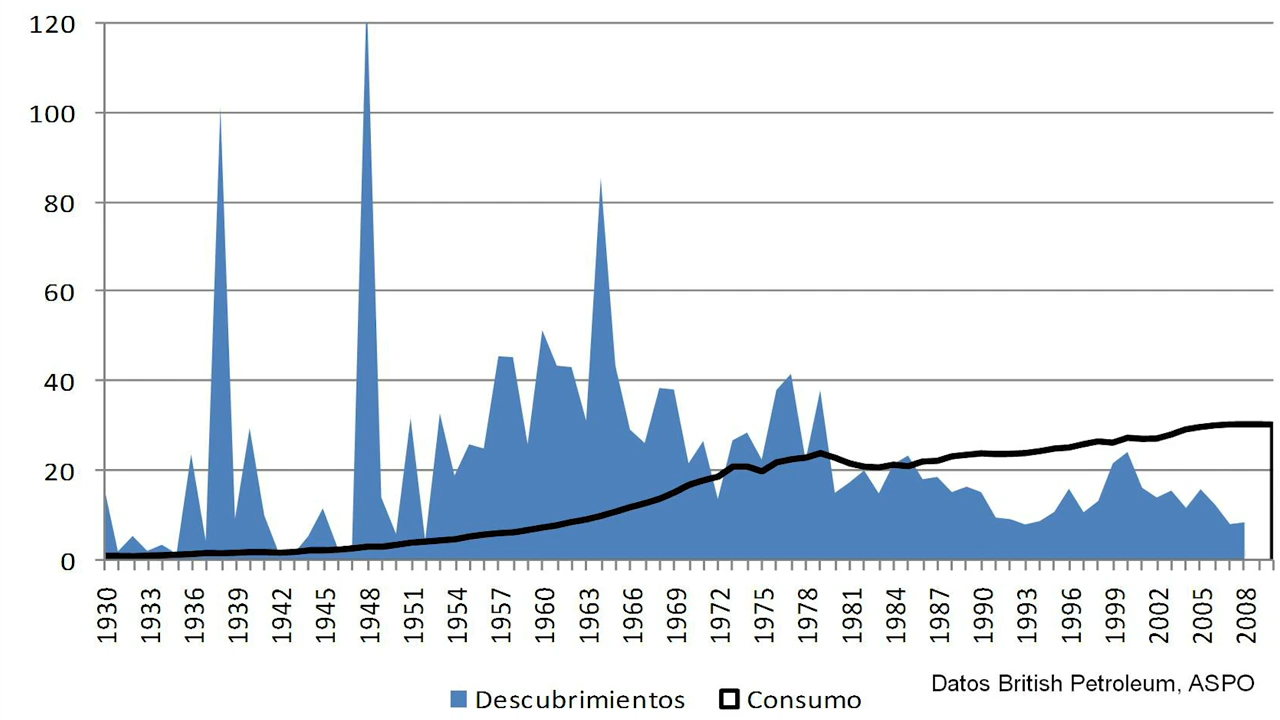 120
100
80
60
40
20
0
1930 1933 1936 1939 1942 1945 1948 1951 1954 1957 1960 1963 1966 1969 1972 1975 1978 1981 1984 1987 1990 1993 1996 1999 2002 2005 2008
Datos British Petroleum, ASPO
Descubrimientos Consumo